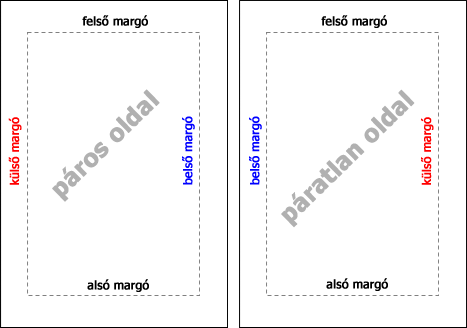 felső margó
külső margó
páros oldal
belső margó
alsó margó
felső margó
belső margó
páratlan oldal
külső margó
alsó margó